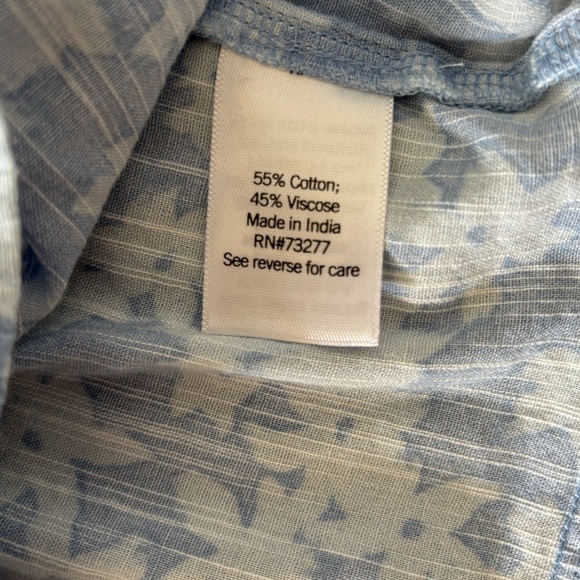 55% Cotton;
45% Viscose
Made in India
RN#73277
See reverse for care